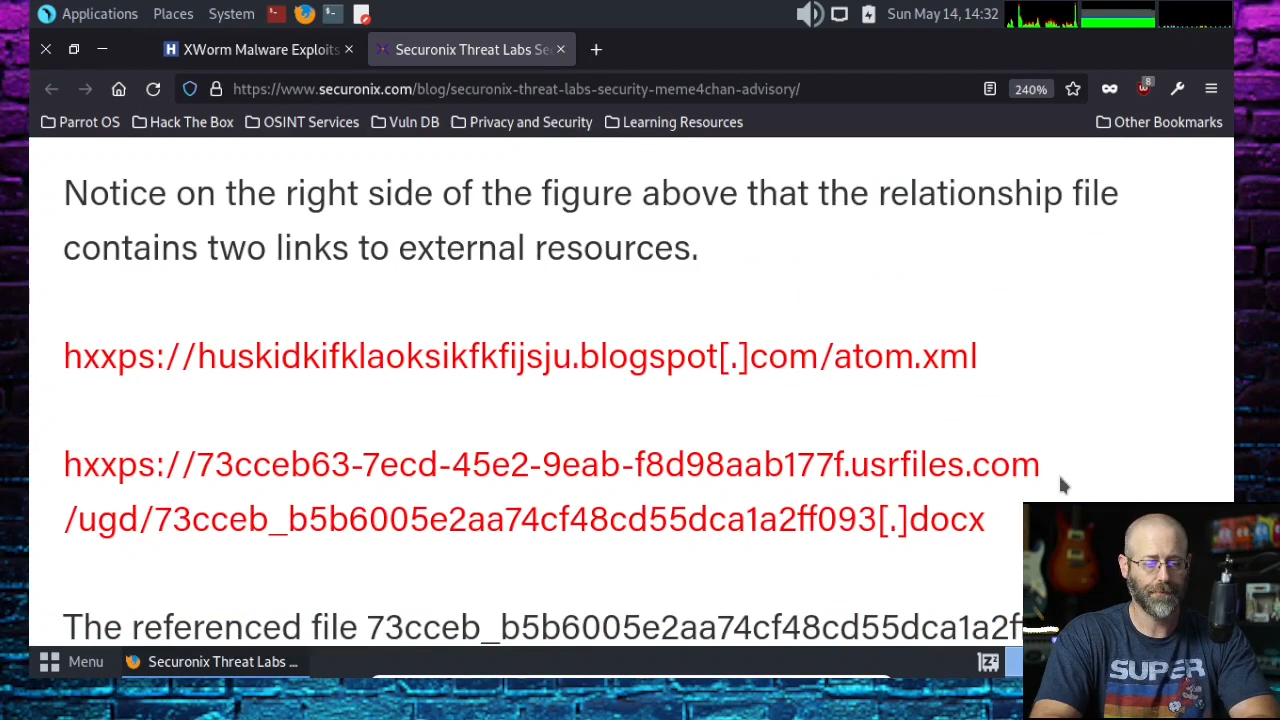 Applications Places System Sun May 14, 14:32
XWorm Malware Exploits Securonix Threat Labs Sec
https://www.securonix.com/blog/securonix-threat-labs-security-meme4chan-advisory/ 240% 8
Parrot OS Hack The Box OSINT Services Vuln DB Privacy and Security Learning Resources Other Bookmarks
Notice on the right side of the figure above that the relationship file
contains two links to external resources.
hxxps://huskidkifklaoksikfkfijsju.blogspot[.]com/atom.xml
hxxps://73cceb63-7ecd-45e2-9eab-f8d98aab177f.usrfiles.com
/ugd/73cceb_b5b6005e2aa74cf48cd55dca1a2ff093[.]docx
The referenced file 73cceb_b5b6005e2aa74cf48cd55dca1a2f
Menu Securonix Threat Labs ...
SUPER